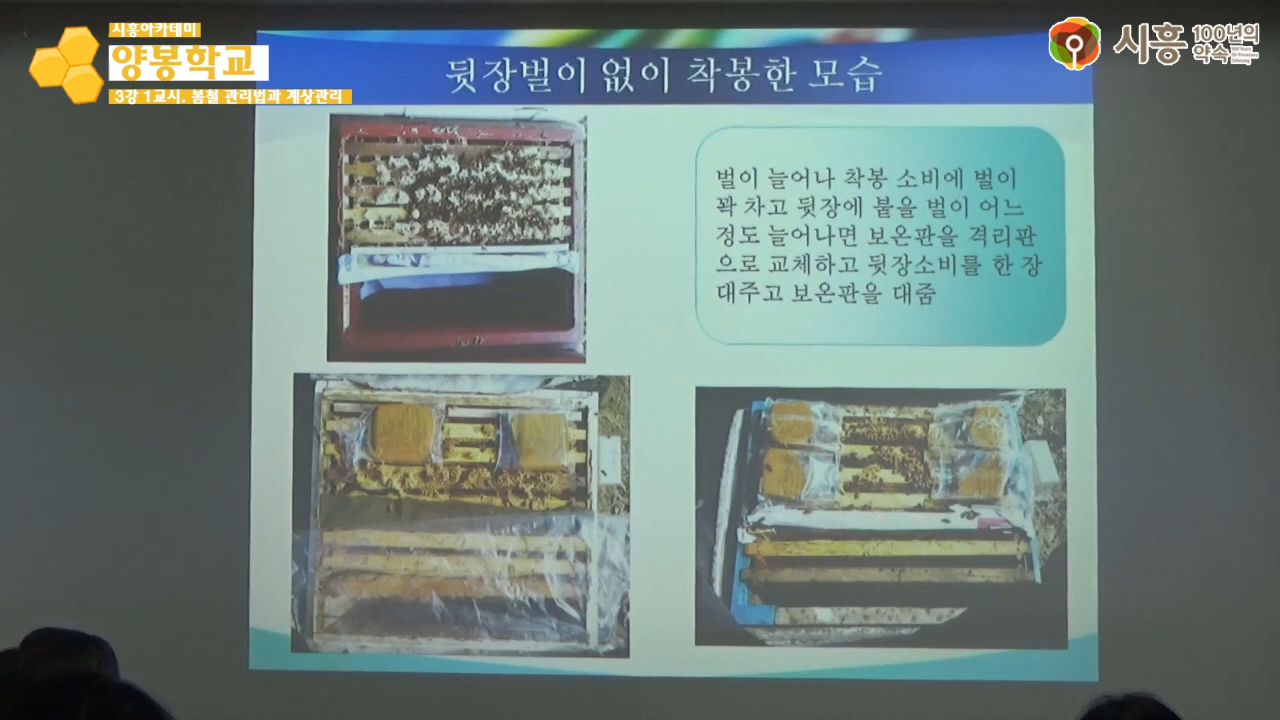 시흥아카데미
양봉학교
3강 1교시. 봄철 관리법과 계상관리
시흥 100년의 약속
뒷장벌이 없이 착봉한 모습
벌이 늘어나 착봉 소비에 벌이
꽉 차고 뒷장에 붙을 벌이 어느
정도 늘어나면 보온판을 격리판
으로 교체하고 뒷장소비를 한 장
대주고 보온판을 대줌